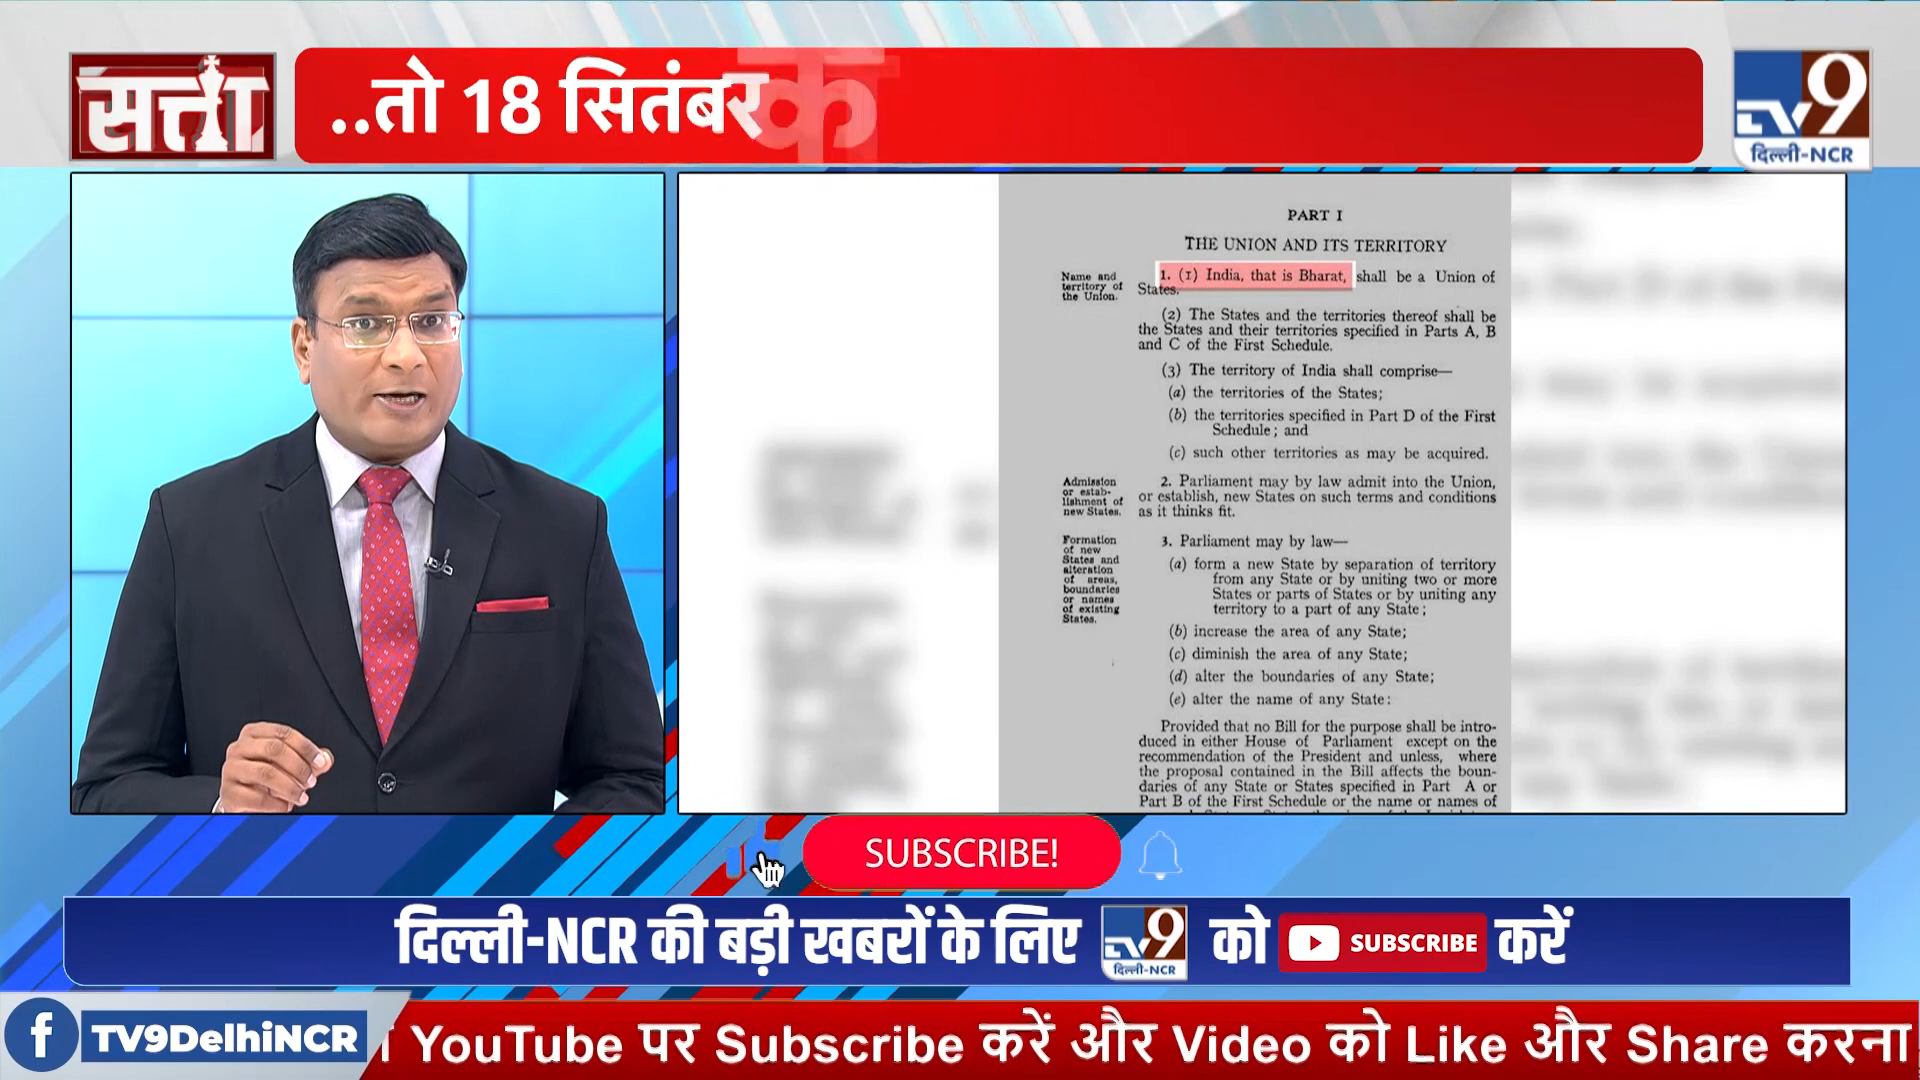 सत्ता
..तो 18 सितंबर क
TV9
दिल्ली-NCR
PART I
THE UNION AND ITS TERRITORY
Name and
territory of
the Union.
1. (1) India, that is Bharat, shall be a Union of
States.
(2) The States and the territories thereof shall be
the States and their territories specified in Parts A, B
and C of the First Schedule.
(3) The territory of India shall comprise—
(a) the territories of the States;
(b) the territories specified in Part D of the First
Schedule; and
(c) such other territories as may be acquired.
Admission
or estab-
lishment of
new States.
2. Parliament may by law admit into the Union,
or establish, new States on such terms and conditions
as it thinks fit.
Formation
of new
States and
alteration
of areas,
boundaries
or names
of existing
States.
3. Parliament may by law—
(a) form a new State by separation of territory
from any State or by uniting two or more
States or parts of States or by uniting any
territory to a part of any State;
(b) increase the area of any State;
(c) diminish the area of any State;
(d) alter the boundaries of any State;
(e) alter the name of any State:
Provided that no Bill for the purpose shall be intro-
duced in either House of Parliament except on the
recommendation of the President and unless, where
the proposal contained in the Bill affects the boun-
daries of any State or States specified in Part A or
Part B of the First Schedule or the name or names of
SUBSCRIBE!
दिल्ली-NCR की बड़ी खबरों के लिए TV9 दिल्ली-NCR को SUBSCRIBE करें
TV9DelhiNCR
YouTube पर Subscribe करें और Video को Like और Share करना